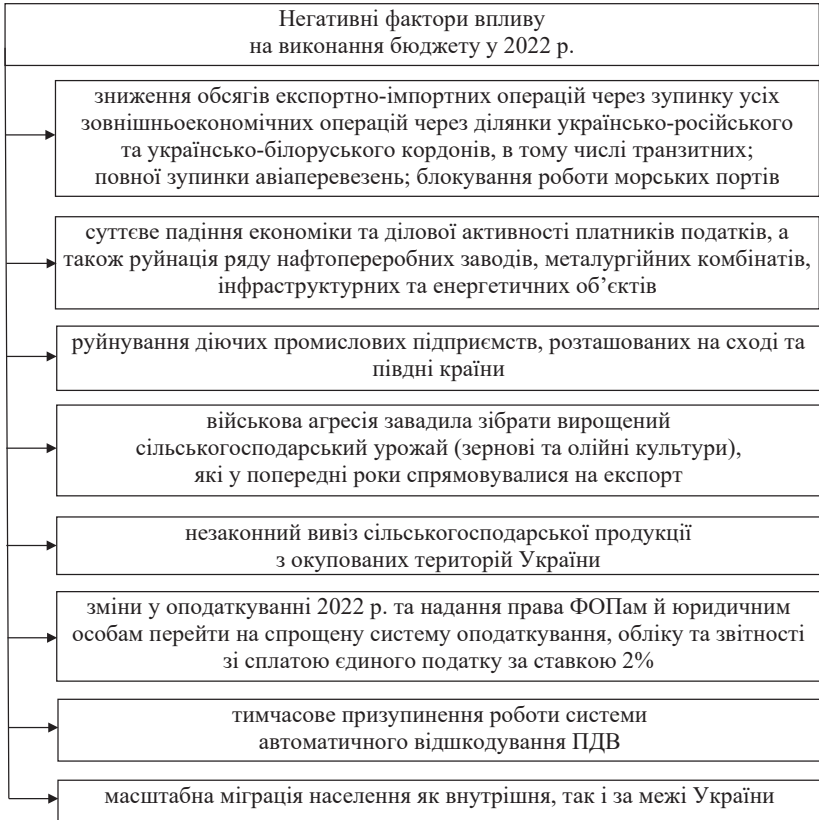 Негативні фактори впливу
на виконання бюджету у 2022 р.
зниження обсягів експортно-імпортних операцій через зупинку усіх
зовнішньоекономічних операцій через ділянки українсько-російського
та українсько-білоруського кордонів, в тому числі транзитних;
повної зупинки авіаперевезень; блокування роботи морських портів
суттєве падіння економіки та ділової активності платників податків, а
також руйнація ряду нафтопереробних заводів, металургійних комбінатів,
інфраструктурних та енергетичних об’єктів
руйнування діючих промислових підприємств, розташованих на сході та
півдні країни
військова агресія завадила зібрати вирощений
сільськогосподарський урожай (зернові та олійні культури),
які у попередні роки спрямовувалися на експорт
незаконний вивіз сільськогосподарської продукції
з окупованих територій України
зміни у оподаткуванні 2022 р. та надання права ФОПам й юридичним
особам перейти на спрощену систему оподаткування, обліку та звітності
зі сплатою єдиного податку за ставкою 2%
тимчасове призупинення роботи системи
автоматичного відшкодування ПДВ
масштабна міграція населення як внутрішня, так і за межі України